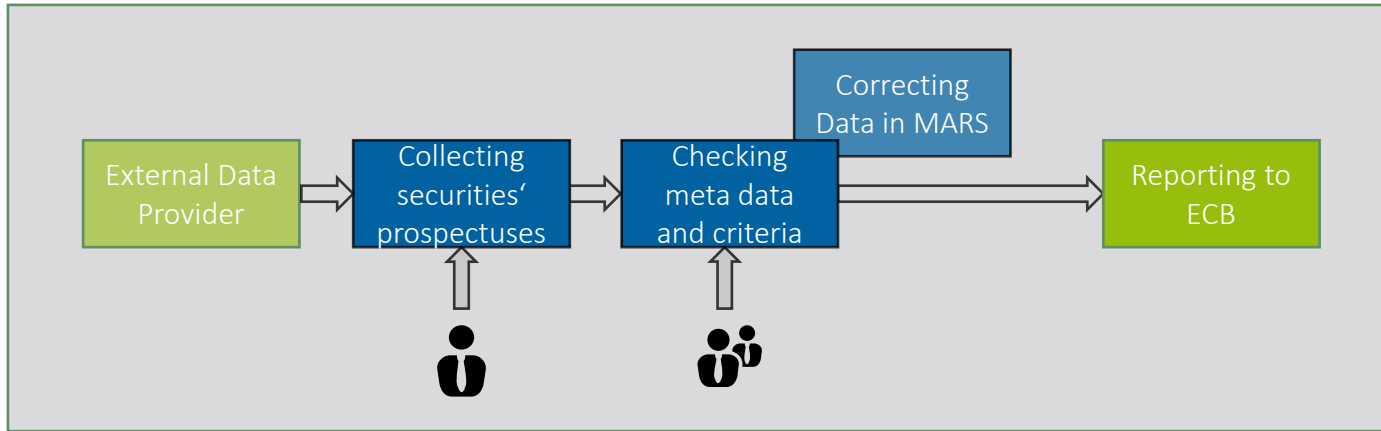 External Data
Provider
Collecting
securities‘
prospectuses
Checking
meta data
and criteria
Correcting
Data in MARS
Reporting to
ECB